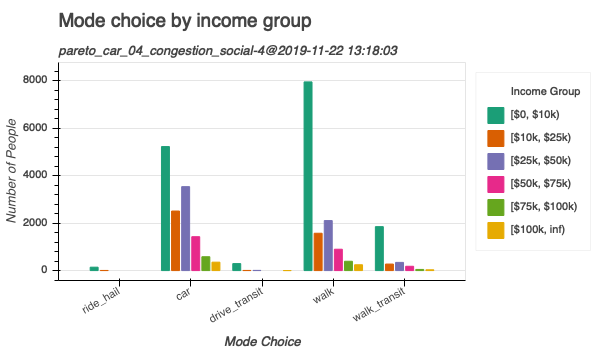 Mode choice by income group
pareto_car_04_congestion_social-4@2019-11-22 13:18:03
Number of People
8000
6000
4000
2000
0
ride_hail
car
drive_transit
walk
walk_transit
Mode Choice
Income Group
[$0, $10k)
[$10k, $25k)
[$25k, $50k)
[$50k, $75k)
[$75k, $100k)
[$100k, inf)